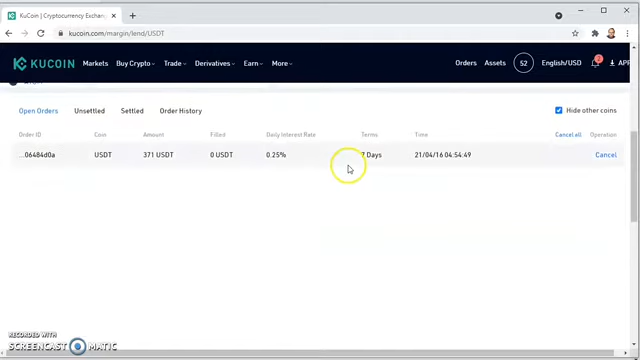 KuCoin | Cryptocurrency Exchang
kucoin.com/margin/lend/USDT
KUCOIN Markets Buy Crypto Trade Derivatives Earn More Orders Assets 52 English/USD 2 APP
Open Orders Unsettled Settled Order History Hide other coins
Order ID Coin Amount Filled Daily Interest Rate Terms Time Cancel all Operation
...06484d0a USDT 371 USDT 0 USDT 0.25% 7 Days 21/04/16 04:54:49 Cancel
RECORDED WITH
SCREENCAST MATIC